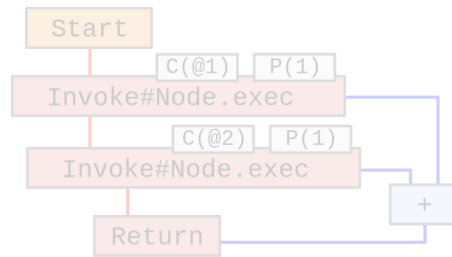 Start
C(@1) P(1)
Invoke#Node.exec
C(@2) P(1)
Invoke#Node.exec
+
Return